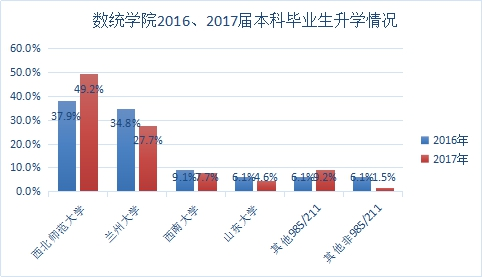 数统学院2016、2017届本科毕业生升学情况
60.0%
50.0%
40.0%
30.0%
20.0%
10.0%
0.0%
37.9%
49.2%
34.8%
27.7%
9.1%
7.7%
6.1%
4.6%
6.1%
9.2%
6.1%
1.5%
西北师范大学
兰州大学
西南大学
山东大学
其他985/211
其他非985/211
2016年
2017年